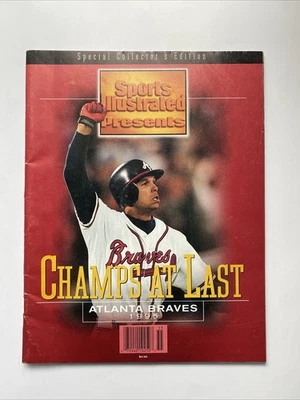 Special Collector's Edition
Sports
Illustrated
Presents
Braves
CHAMPS AT LAST
ATLANTA BRAVES
1995